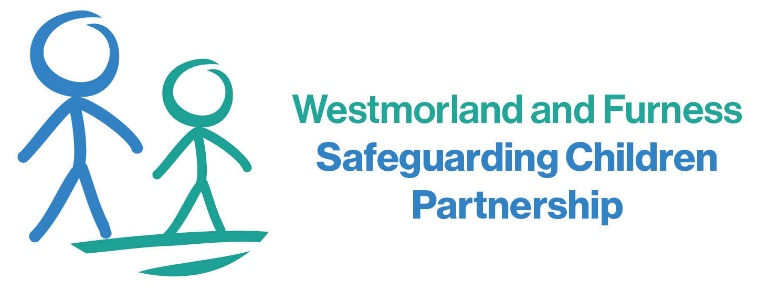 Westmorland and Furness
Safeguarding Children
Partnership